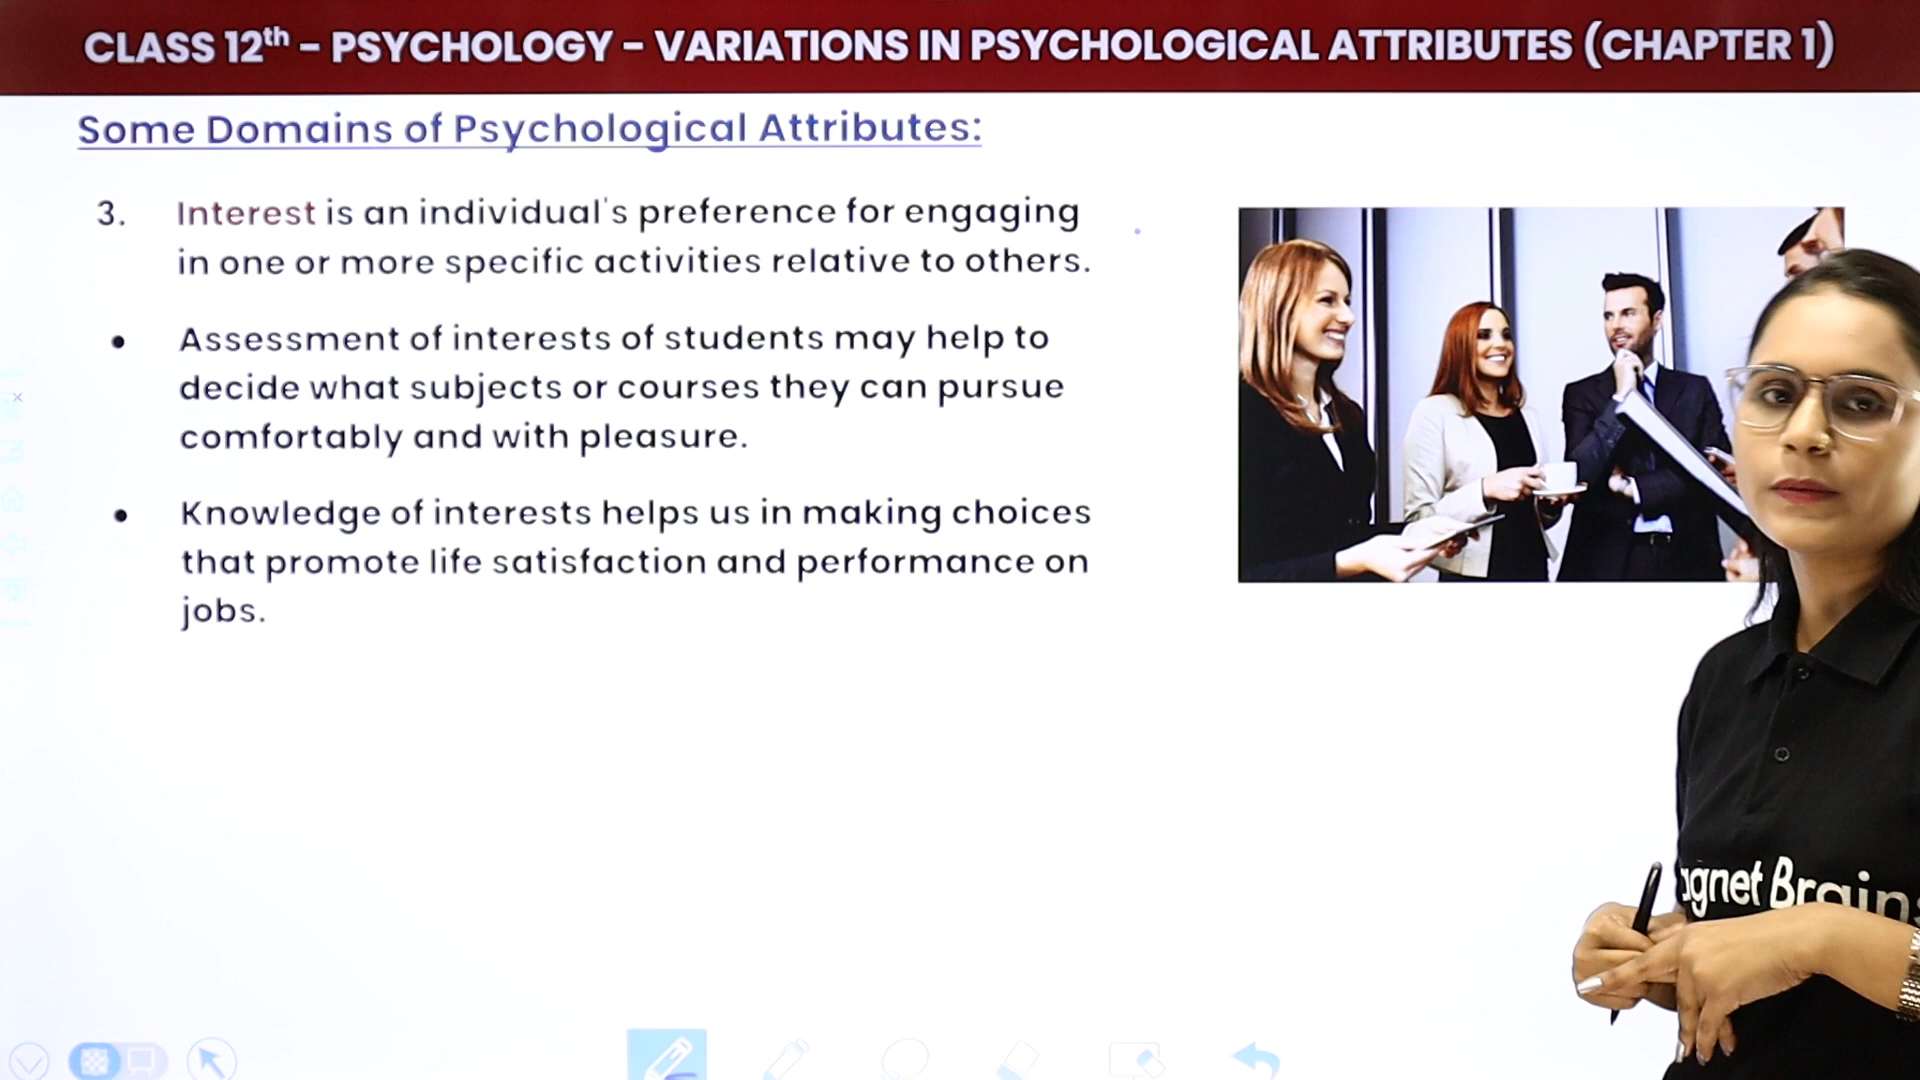 CLASS 12th – PSYCHOLOGY – VARIATIONS IN PSYCHOLOGICAL ATTRIBUTES (CHAPTER 1)
Some Domains of Psychological Attributes:
3. Interest is an individual's preference for engaging
in one or more specific activities relative to others.
• Assessment of interests of students may help to
decide what subjects or courses they can pursue
comfortably and with pleasure.
• Knowledge of interests helps us in making choices
that promote life satisfaction and performance on
jobs.
agnet Brains